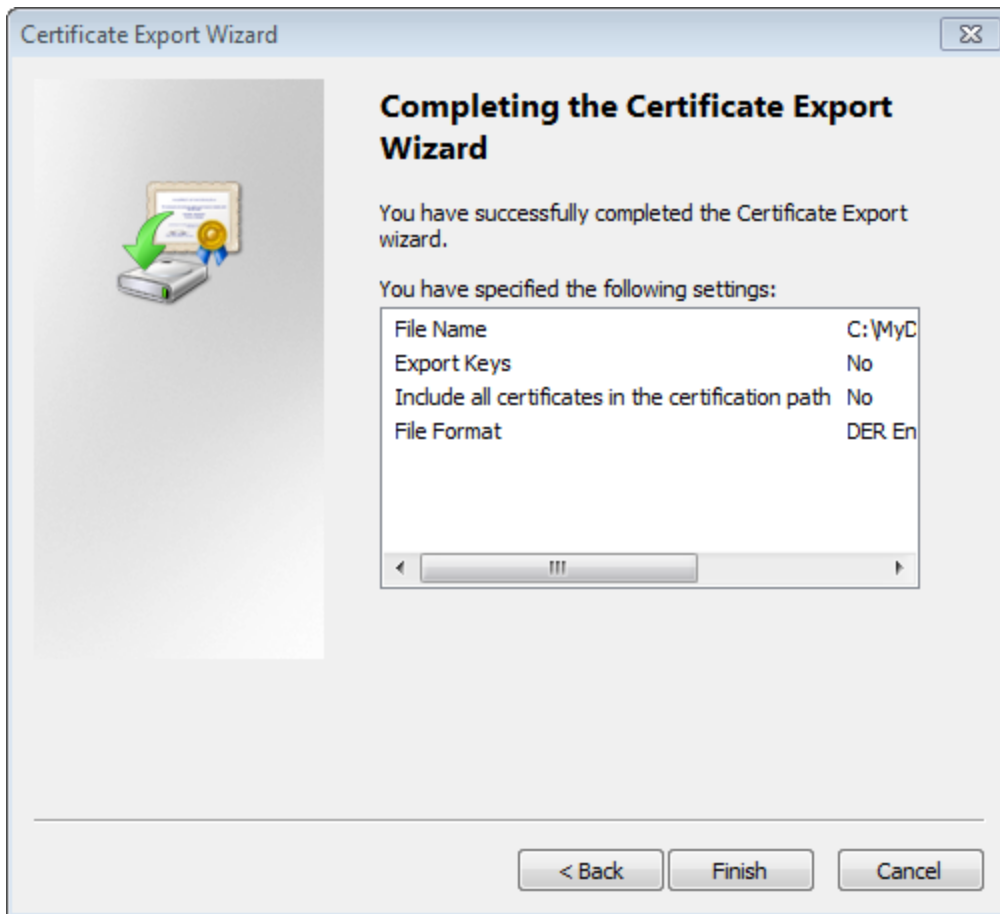 Certificate Export Wizard
Completing the Certificate Export
Wizard
You have successfully completed the Certificate Export
wizard.
You have specified the following settings:
File Name C:\MyD
Export Keys No
Include all certificates in the certification path No
File Format DER En
< Back Finish Cancel